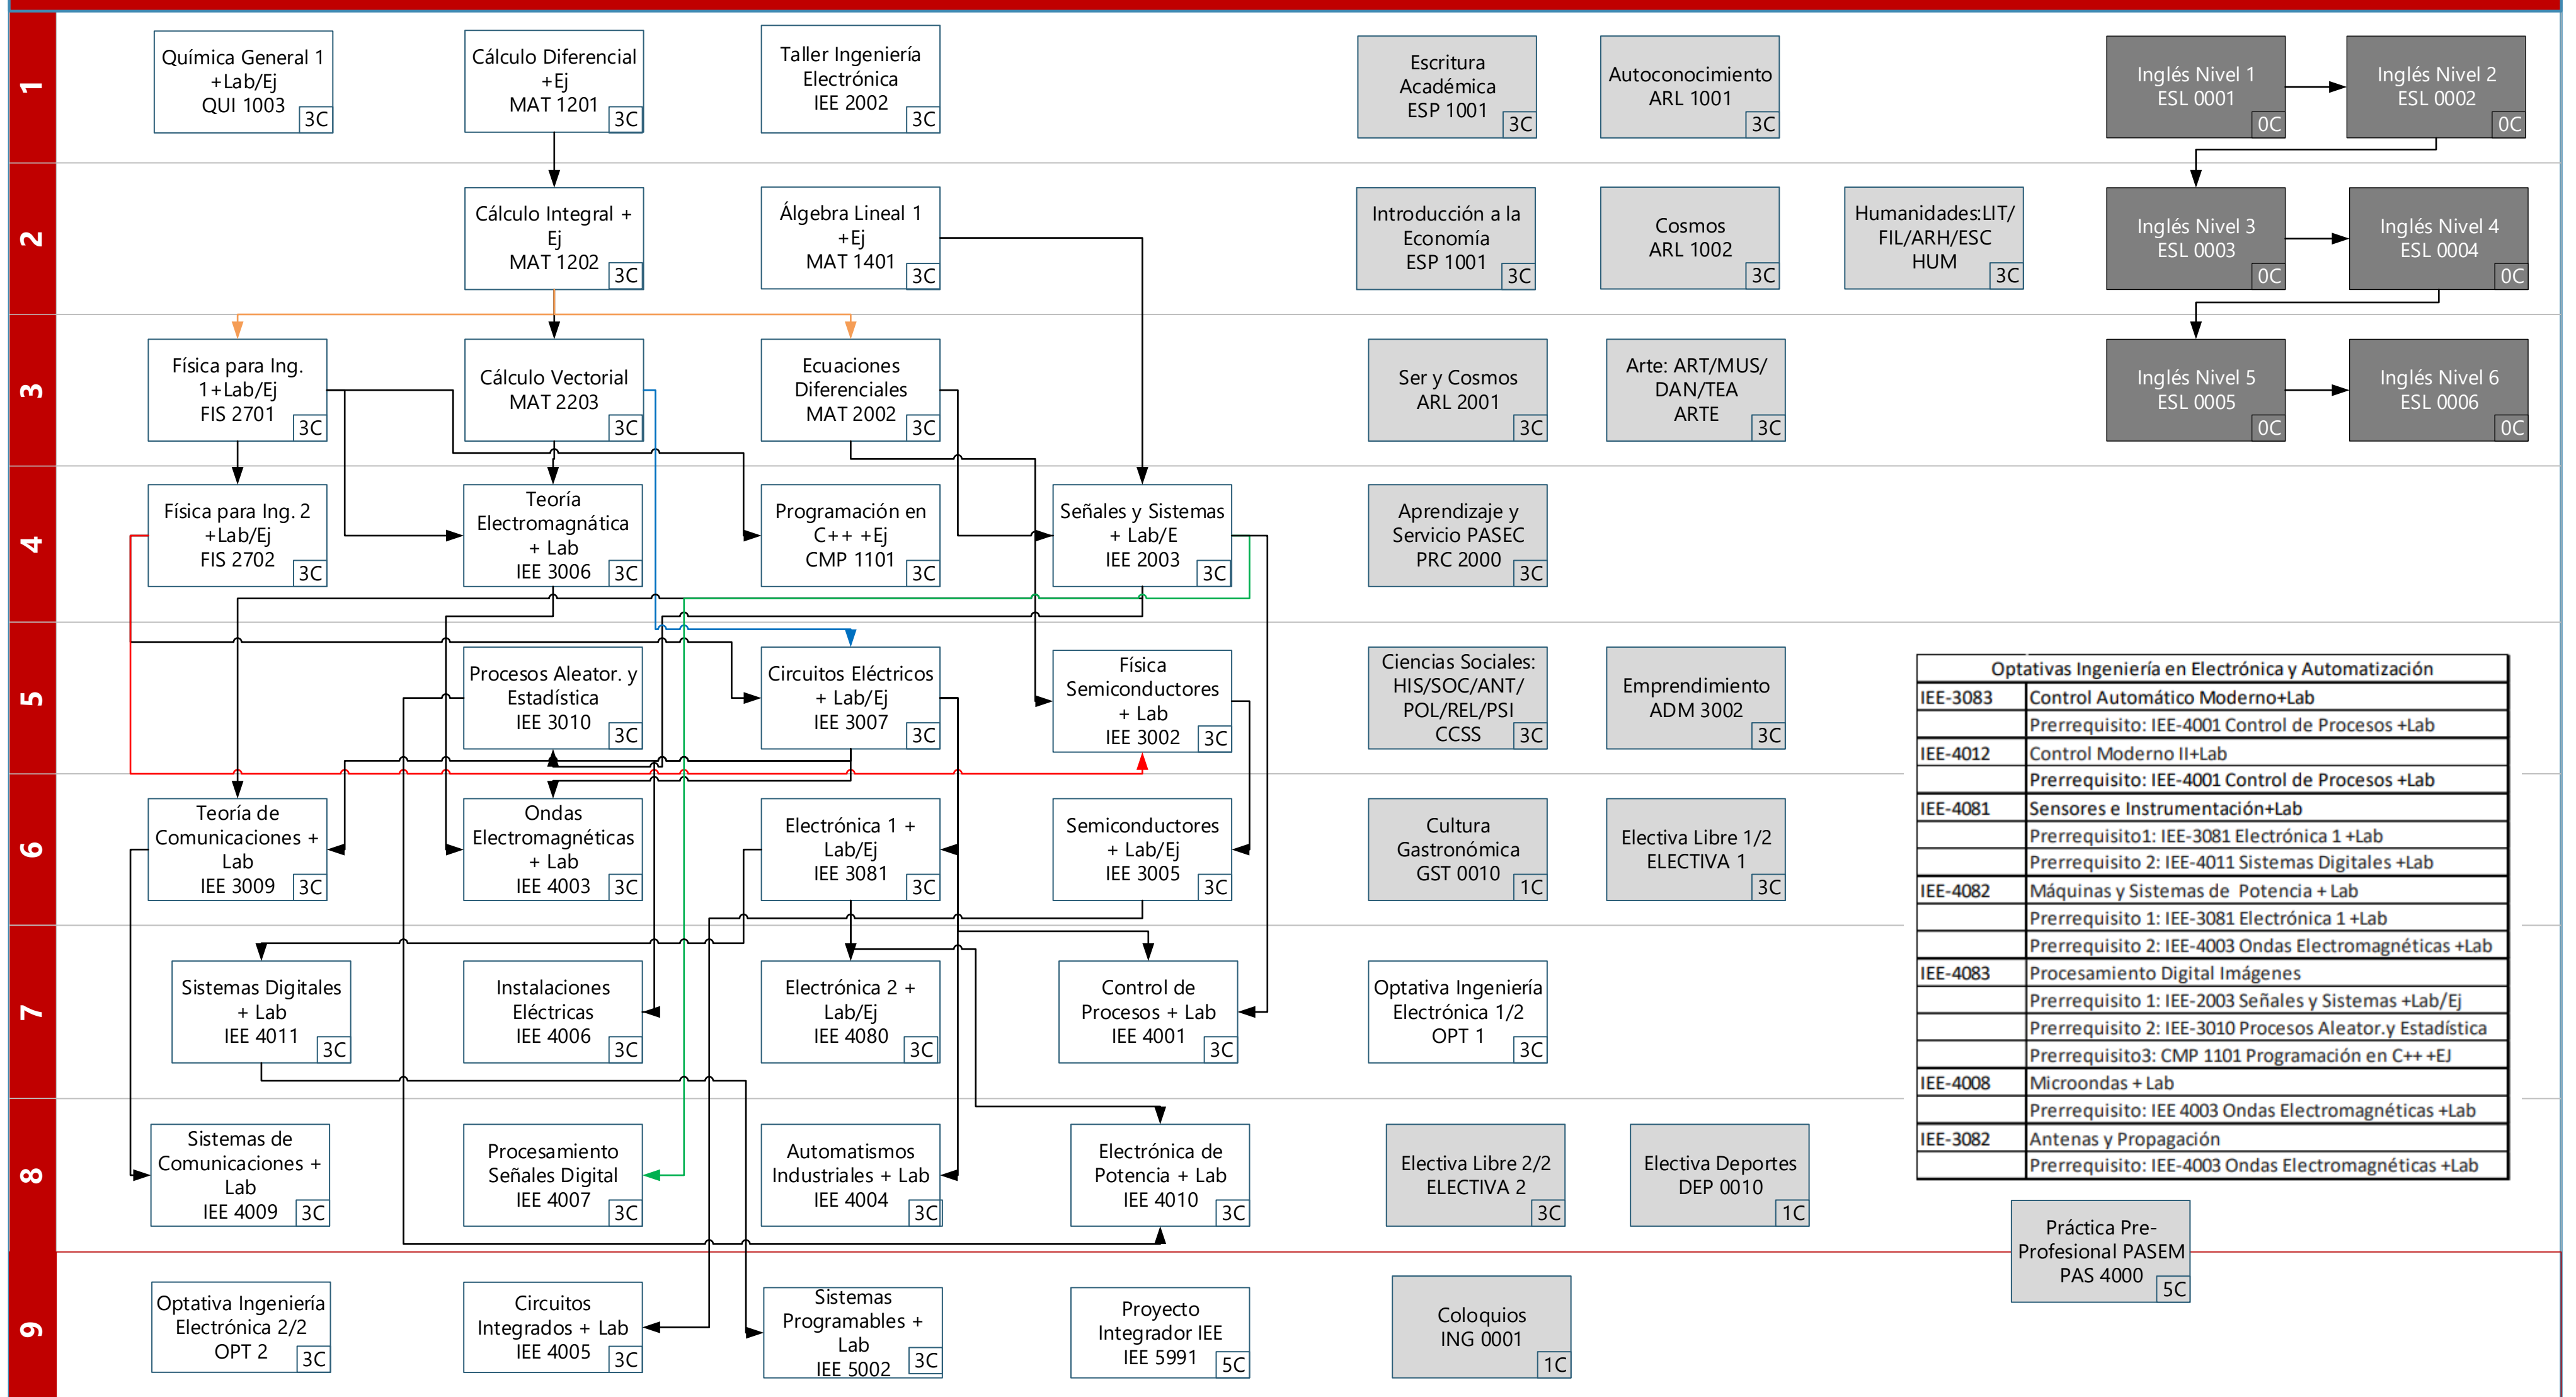 1
Química General 1
+Lab/Ej
QUI 1003
3C
Cálculo Diferencial
+Ej
MAT 1201
3C
Taller Ingeniería
Electrónica
IEE 2002
3C
Escritura
Académica
ESP 1001
3C
Autoconocimiento
ARL 1001
3C
Inglés Nivel 1
ESL 0001
0C
Inglés Nivel 2
ESL 0002
0C
2
Cálculo Integral +
Ej
MAT 1202
3C
Álgebra Lineal 1
+Ej
MAT 1401
3C
Introducción a la
Economía
ESP 1001
3C
Cosmos
ARL 1002
3C
Humanidades:LIT/
FIL/ARH/ESC
HUM
3C
Inglés Nivel 3
ESL 0003
0C
Inglés Nivel 4
ESL 0004
0C
3
Física para Ing.
1+Lab/Ej
FIS 2701
3C
Cálculo Vectorial
MAT 2203
3C
Ecuaciones
Diferenciales
MAT 2002
3C
Ser y Cosmos
ARL 2001
3C
Arte: ART/MUS/
DAN/TEA
ARTE
3C
Inglés Nivel 5
ESL 0005
0C
Inglés Nivel 6
ESL 0006
0C
4
Física para Ing. 2
+Lab/Ej
FIS 2702
3C
Teoría
Electromagnática
+ Lab
IEE 3006
3C
Programación en
C++ +Ej
CMP 1101
3C
Señales y Sistemas
+ Lab/E
IEE 2003
3C
Aprendizaje y
Servicio PASEC
PRC 2000
3C
5
Procesos Aleator. y
Estadística
IEE 3010
3C
Circuitos Eléctricos
+ Lab/Ej
IEE 3007
3C
Física
Semiconductores
+ Lab
IEE 3002
3C
Ciencias Sociales:
HIS/SOC/ANT/
POL/REL/PSI
CCSS
3C
Emprendimiento
ADM 3002
3C
6
Teoría de
Comunicaciones +
Lab
IEE 3009
3C
Ondas
Electromagnéticas
+ Lab
IEE 4003
3C
Electrónica 1 +
Lab/Ej
IEE 3081
3C
Semiconductores
+ Lab/Ej
IEE 3005
3C
Cultura
Gastronómica
GST 0010
1C
Electiva Libre 1/2
ELECTIVA 1
3C
7
Sistemas Digitales
+ Lab
IEE 4011
3C
Instalaciones
Eléctricas
IEE 4006
3C
Electrónica 2 +
Lab/Ej
IEE 4080
3C
Control de
Procesos + Lab
IEE 4001
3C
Optativa Ingeniería
Electrónica 1/2
OPT 1
3C
8
Sistemas de
Comunicaciones +
Lab
IEE 4009
3C
Procesamiento
Señales Digital
IEE 4007
3C
Automatismos
Industriales + Lab
IEE 4004
3C
Electrónica de
Potencia + Lab
IEE 4010
3C
Electiva Libre 2/2
ELECTIVA 2
3C
Electiva Deportes
DEP 0010
1C
9
Optativa Ingeniería
Electrónica 2/2
OPT 2
3C
Circuitos
Integrados + Lab
IEE 4005
3C
Sistemas
Programables +
Lab
IEE 5002
3C
Proyecto
Integrador IEE
IEE 5991
5C
Coloquios
ING 0001
1C
Práctica Pre-
Profesional PASEM
PAS 4000
5C
Optativas Ingeniería en Electrónica y Automatización
IEE-3083 Control Automático Moderno+Lab
Prerrequisito: IEE-4001 Control de Procesos +Lab
IEE-4012 Control Moderno II+Lab
Prerrequisito: IEE-4001 Control de Procesos +Lab
IEE-4081 Sensores e Instrumentación+Lab
Prerrequisito1: IEE-3081 Electrónica 1 +Lab
Prerrequisito 2: IEE-4011 Sistemas Digitales +Lab
IEE-4082 Máquinas y Sistemas de Potencia + Lab
Prerrequisito 1: IEE-3081 Electrónica 1 +Lab
Prerrequisito 2: IEE-4003 Ondas Electromagnéticas +Lab
IEE-4083 Procesamiento Digital Imágenes
Prerrequisito 1: IEE-2003 Señales y Sistemas +Lab/Ej
Prerrequisito 2: IEE-3010 Procesos Aleator.y Estadística
Prerrequisito3: CMP 1101 Programación en C++ +EJ
IEE-4008 Microondas + Lab
Prerrequisito: IEE 4003 Ondas Electromagnéticas +Lab
IEE-3082 Antenas y Propagación
Prerrequisito: IEE-4003 Ondas Electromagnéticas +Lab